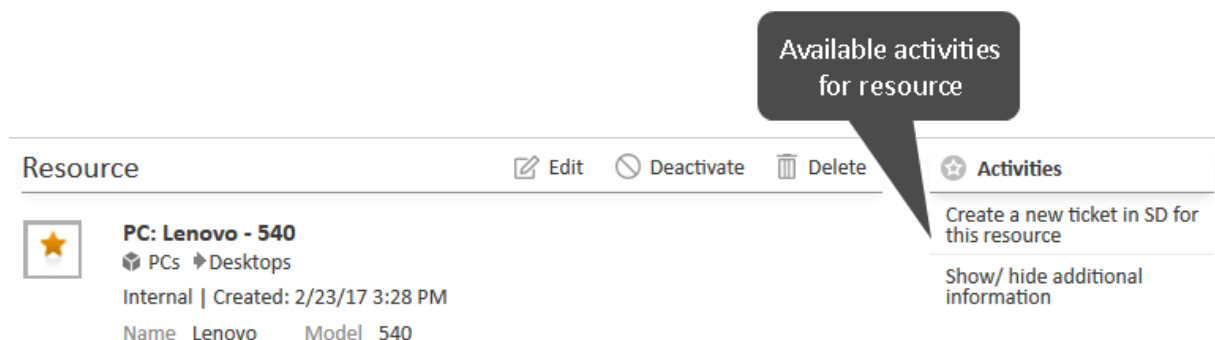 Available activities
for resource
Resource
Edit
Deactivate
Delete
Activities
PC: Lenovo - 540
PCs Desktops
Internal | Created: 2/23/17 3:28 PM
Name Lenovo Model 540
Create a new ticket in SD for
this resource
Show/ hide additional
information